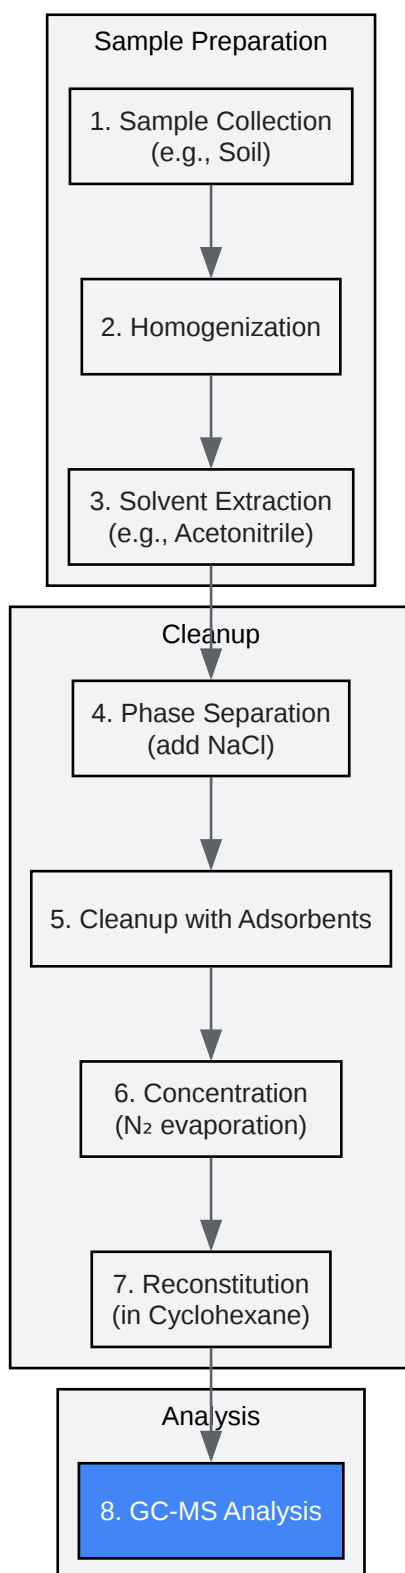 Sample Preparation
1. Sample Collection
(e.g., Soil)
2. Homogenization
3. Solvent Extraction
(e.g., Acetonitrile)
Cleanup
4. Phase Separation
(add NaCl)
5. Cleanup with Adsorbents
6. Concentration
(N₂ evaporation)
7. Reconstitution
(in Cyclohexane)
Analysis
8. GC-MS Analysis